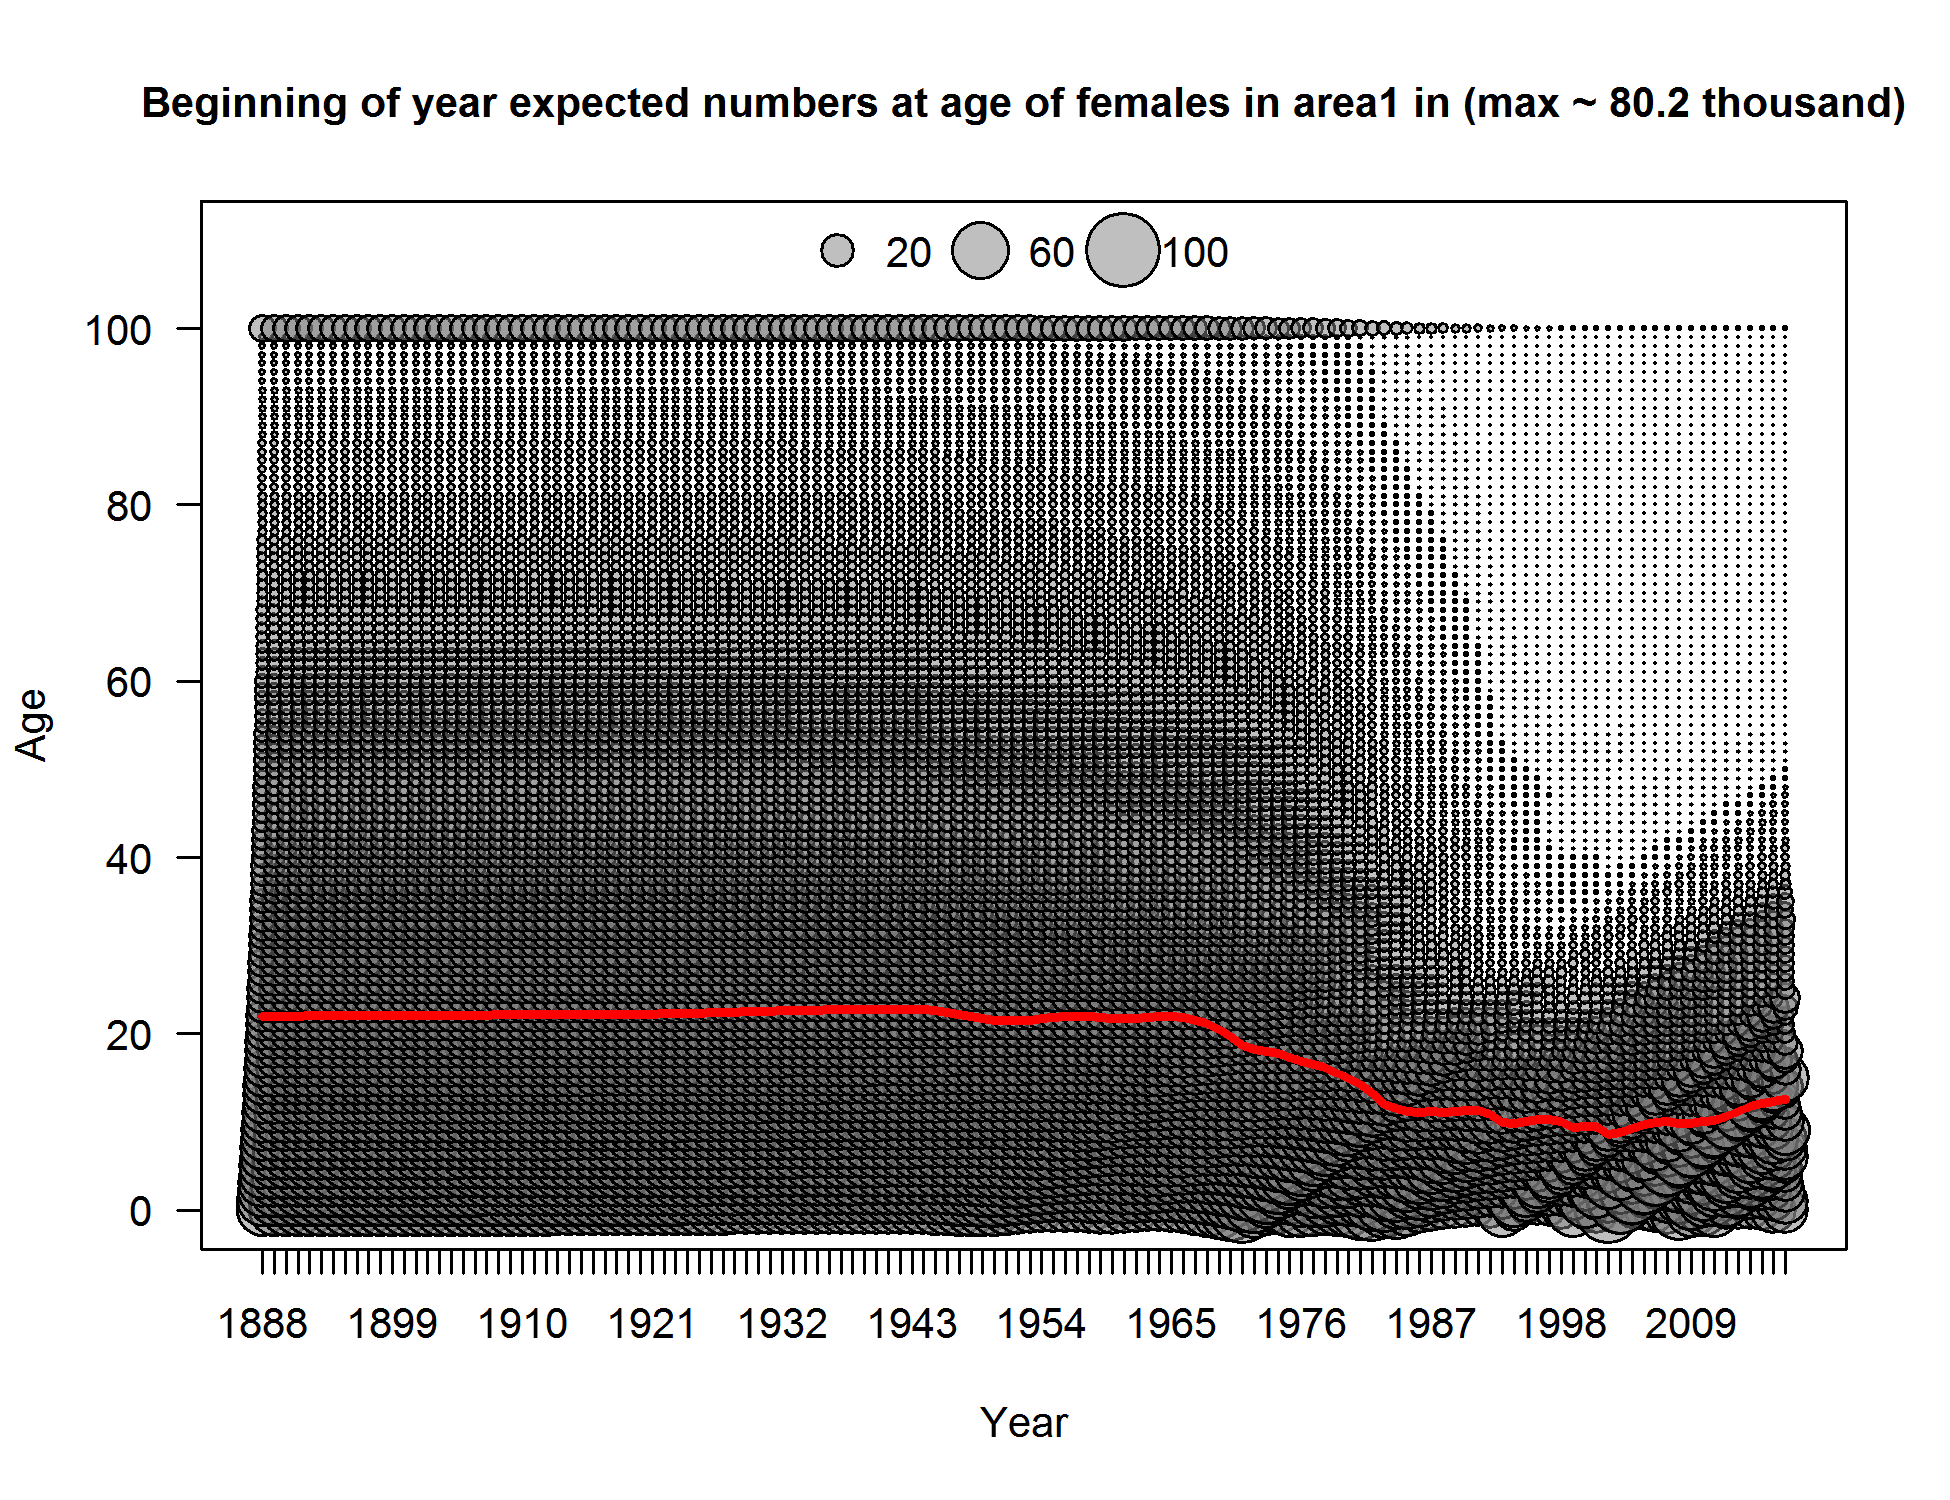 Beginning of year expected numbers at age of females in area1 in (max ~ 80.2 thousand)
20 60 100
100
80
60
40
20
0
Age
1888 1899 1910 1921 1932 1943 1954 1965 1976 1987 1998 2009
Year